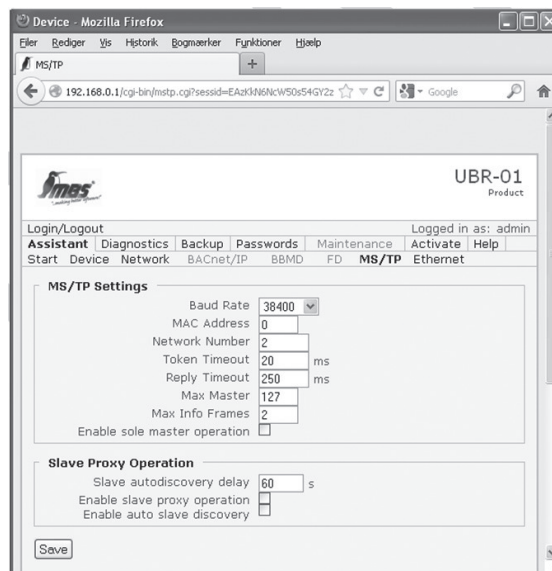 Device - Mozilla Firefox
Filer Rediger Vis Historik Bogmærker Funktioner Hjælp
MS/TP +
192.168.0.1/cgi-bin/mstp.cgi?sessid=EAzKkN6NcW50s54GY2z Google
mbs
UBR-01
Product
Login/Logout Logged in as: admin
Assistant Diagnostics Backup Passwords Maintenance Activate Help
Start Device Network BACnet/IP BBMD FD MS/TP Ethernet
MS/TP Settings
Baud Rate 38400
MAC Address 0
Network Number 2
Token Timeout 20 ms
Reply Timeout 250 ms
Max Master 127
Max Info Frames 2
Enable sole master operation
Slave Proxy Operation
Slave autodiscovery delay 60 s
Enable slave proxy operation
Enable auto slave discovery
Save